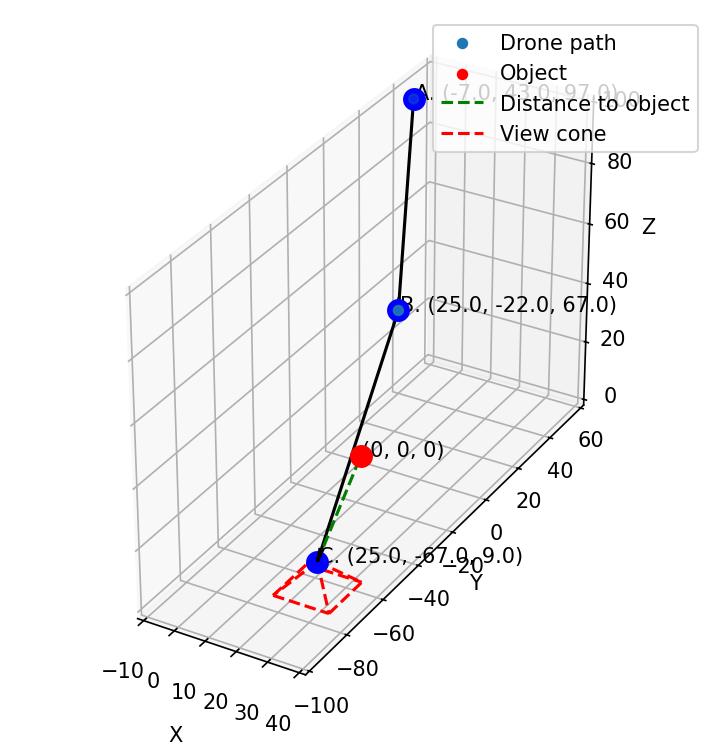 Drone path
Object
Distance to object
View cone
A. (-7.0, 43.0, 97.0)
100
80
60
Z
40
20
0
B. (25.0, -22.0, 67.0)
(0, 0, 0)
C. (25.0, -67.0, 9.0)
60
40
20
0
−20
Y
−40
−60
−80
−100
−10
0
10
20
30
40
X